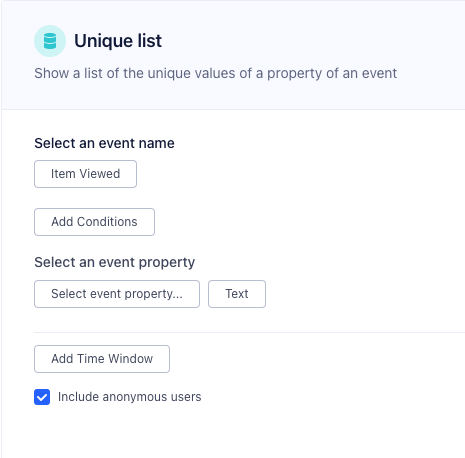 Unique list
Show a list of the unique values of a property of an event
Select an event name
Item Viewed
Add Conditions
Select an event property
Select event property... Text
Add Time Window
Include anonymous users